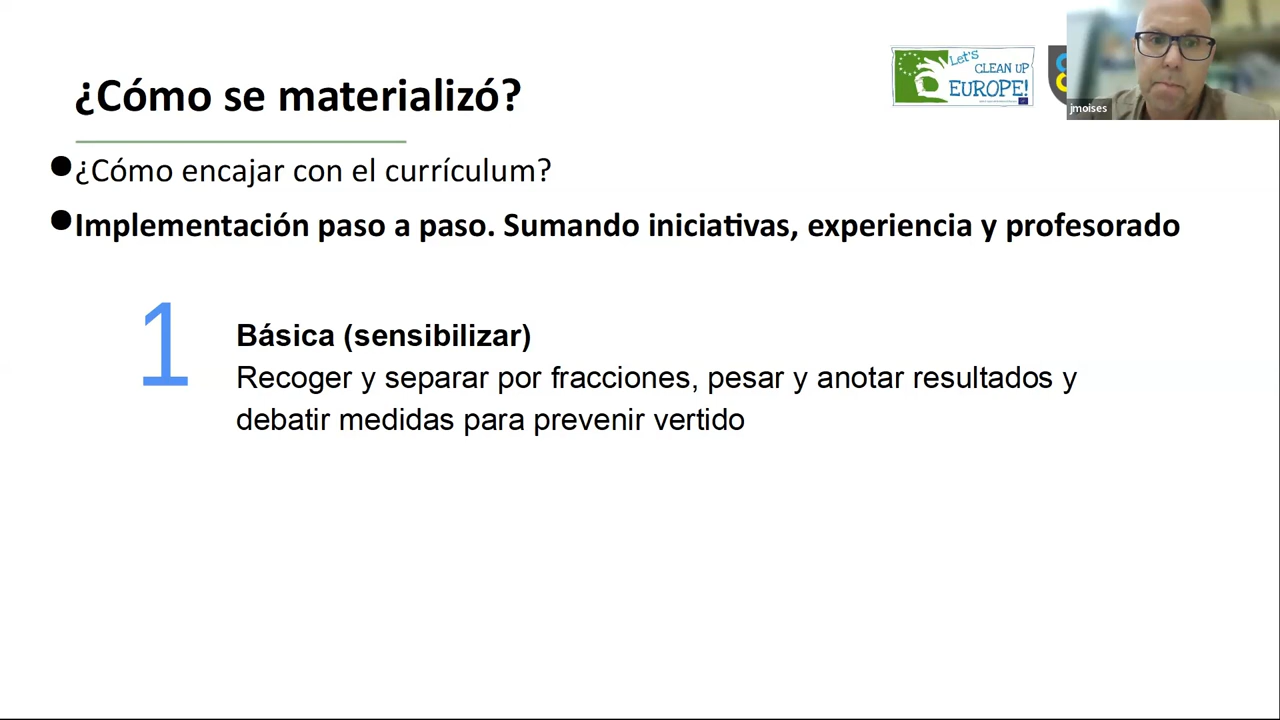 ¿Cómo se materializó?
Let's
CLEAN UP
EUROPE!
jmoises
●¿Cómo encajar con el currículum?
●Implementación paso a paso. Sumando iniciativas, experiencia y profesorado
1
Básica (sensibilizar)
Recoger y separar por fracciones, pesar y anotar resultados y
debatir medidas para prevenir vertido